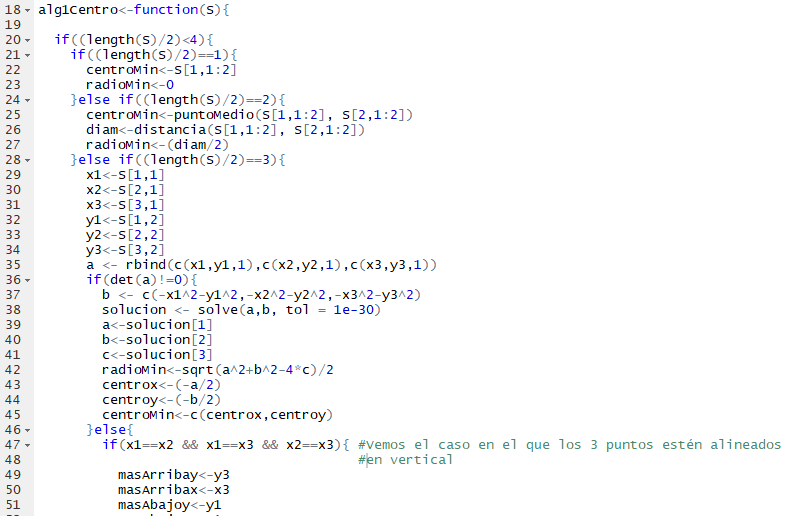 18 alg1Centro<-function(S){
19
20 if((length(S)/2)<4){
21 if((length(S)/2)==1){
22 centroMin<-S[1,1:2]
23 radioMin<-0
24 }else if((length(S)/2)==2){
25 centroMin<-puntoMedio(S[1,1:2], S[2,1:2])
26 diam<-distancia(S[1,1:2], S[2,1:2])
27 radioMin<-(diam/2)
28 }else if((length(S)/2)==3){
29 x1<-S[1,1]
30 x2<-S[2,1]
31 x3<-S[3,1]
32 y1<-S[1,2]
33 y2<-S[2,2]
34 y3<-S[3,2]
35 a <- rbind(c(x1,y1,1),c(x2,y2,1),c(x3,y3,1))
36 if(det(a)!=0){
37 b <- c(-x1^2-y1^2,-x2^2-y2^2,-x3^2-y3^2)
38 solucion <- solve(a,b, tol = 1e-30)
39 a<-solucion[1]
40 b<-solucion[2]
41 c<-solucion[3]
42 radioMin<-sqrt(a^2+b^2-4*c)/2
43 centrox<-(-a/2)
44 centroy<-(-b/2)
45 centroMin<-c(centrox,centroy)
46 }else{
47 if(x1==x2 && x1==x3 && x2==x3){ #Vemos el caso en el que los 3 puntos estén alineados
48 #en vertical
49 masArribay<-y3
50 masArribax<-x3
51 masAbajoy<-y1